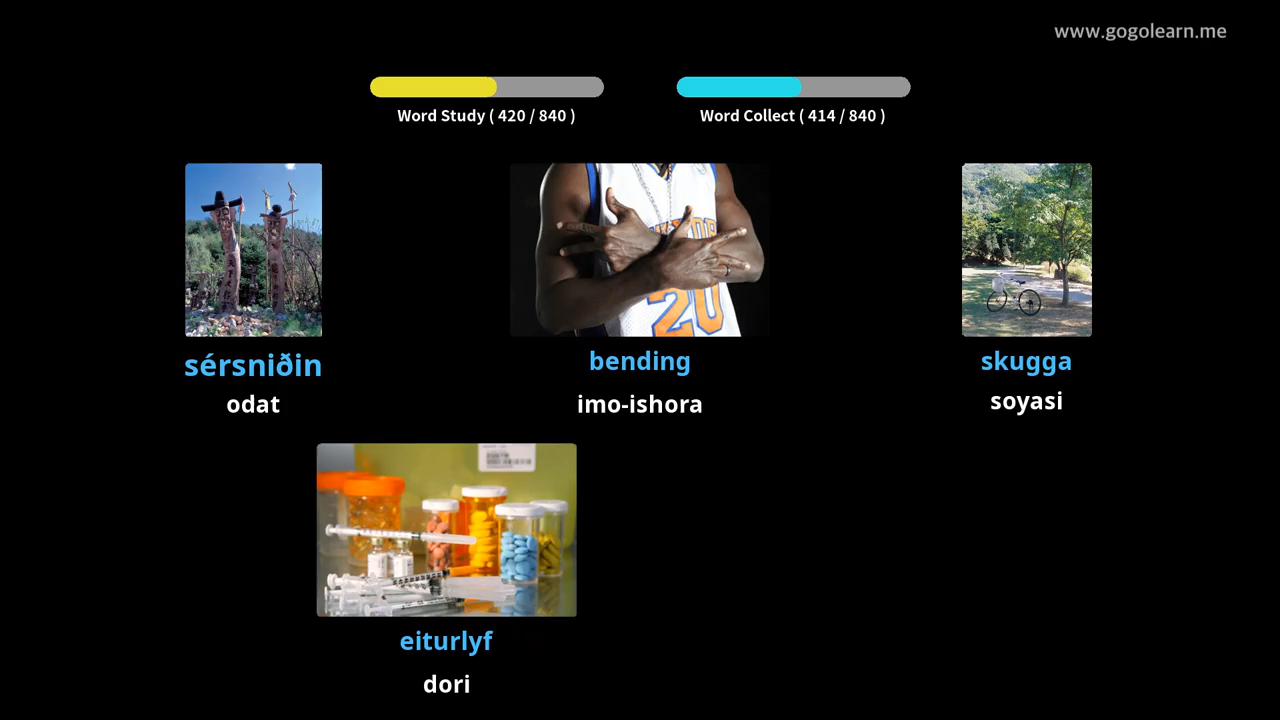 www.gogolearn.me
Word Study ( 420 / 840 )
Word Collect ( 414 / 840 )
sérsniðin
odat
bending
imo-ishora
skugga
soyasi
20
eiturlyf
dori